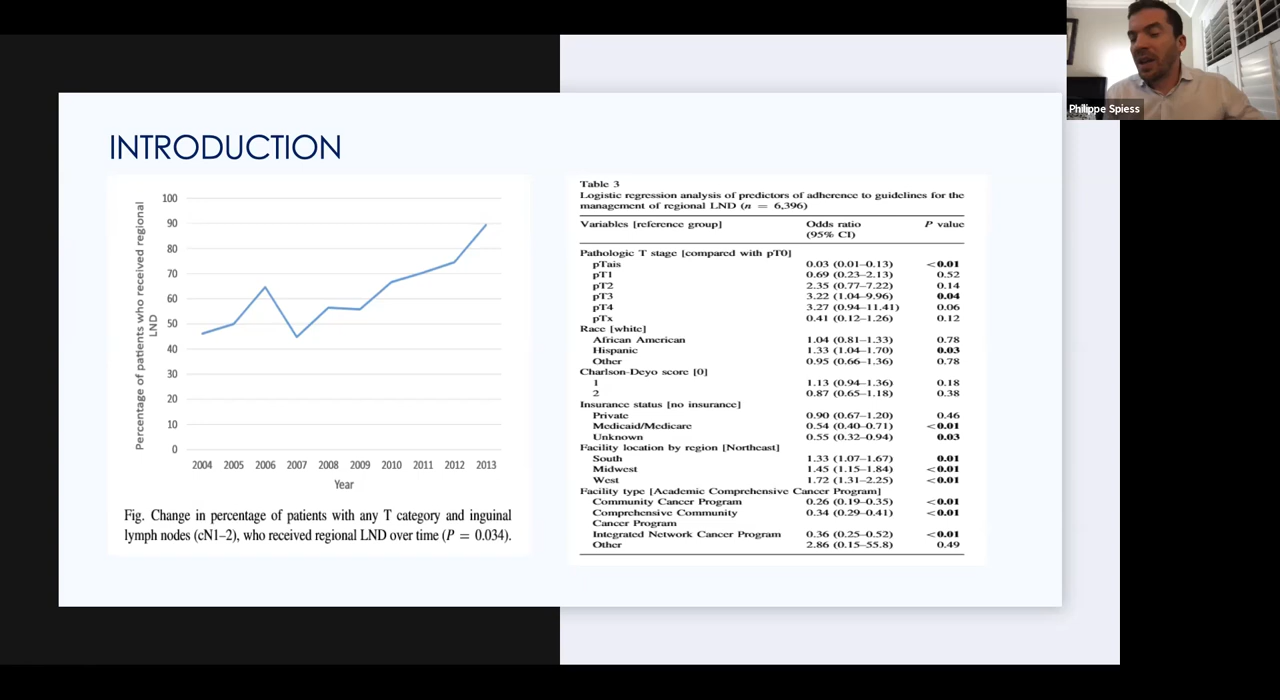 Philippe Spiess
INTRODUCTION
Percentage of patients who received regional
LND
100
90
80
70
60
50
40
30
20
10
0
2004 2005 2006 2007 2008 2009 2010 2011 2012 2013
Year
Fig. Change in percentage of patients with any T category and inguinal
lymph nodes (cN1–2), who received regional LND over time (P = 0.034).
Table 3
Logistic regression analysis of predictors of adherence to guidelines for the
management of regional LND (n = 6,396)
Variables [reference group] Odds ratio P value
(95% CI)
Pathologic T stage [compared with pT0]
pTais 0.03 (0.01–0.13) <0.01
pT1 0.69 (0.23–2.13) 0.52
pT2 2.35 (0.77–7.22) 0.14
pT3 3.22 (1.04–9.96) 0.04
pT4 3.27 (0.94–11.41) 0.06
pTx 0.41 (0.12–1.26) 0.12
Race [white]
African American 1.04 (0.81–1.33) 0.78
Hispanic 1.33 (1.04–1.70) 0.03
Other 0.95 (0.66–1.36) 0.78
Charlson-Deyo score [0]
1 1.13 (0.94–1.36) 0.18
2 0.87 (0.65–1.18) 0.38
Insurance status [no insurance]
Private 0.90 (0.67–1.20) 0.46
Medicaid/Medicare 0.54 (0.40–0.71) <0.01
Unknown 0.55 (0.32–0.94) 0.03
Facility location by region [Northeast]
South 1.33 (1.07–1.67) 0.01
Midwest 1.45 (1.15–1.84) <0.01
West 1.72 (1.31–2.25) <0.01
Facility type [Academic Comprehensive Cancer Program]
Community Cancer Program 0.26 (0.19–0.35) <0.01
Comprehensive Community 0.34 (0.29–0.41) <0.01
Cancer Program
Integrated Network Cancer Program 0.36 (0.25–0.52) <0.01
Other 2.86 (0.15–55.8) 0.49